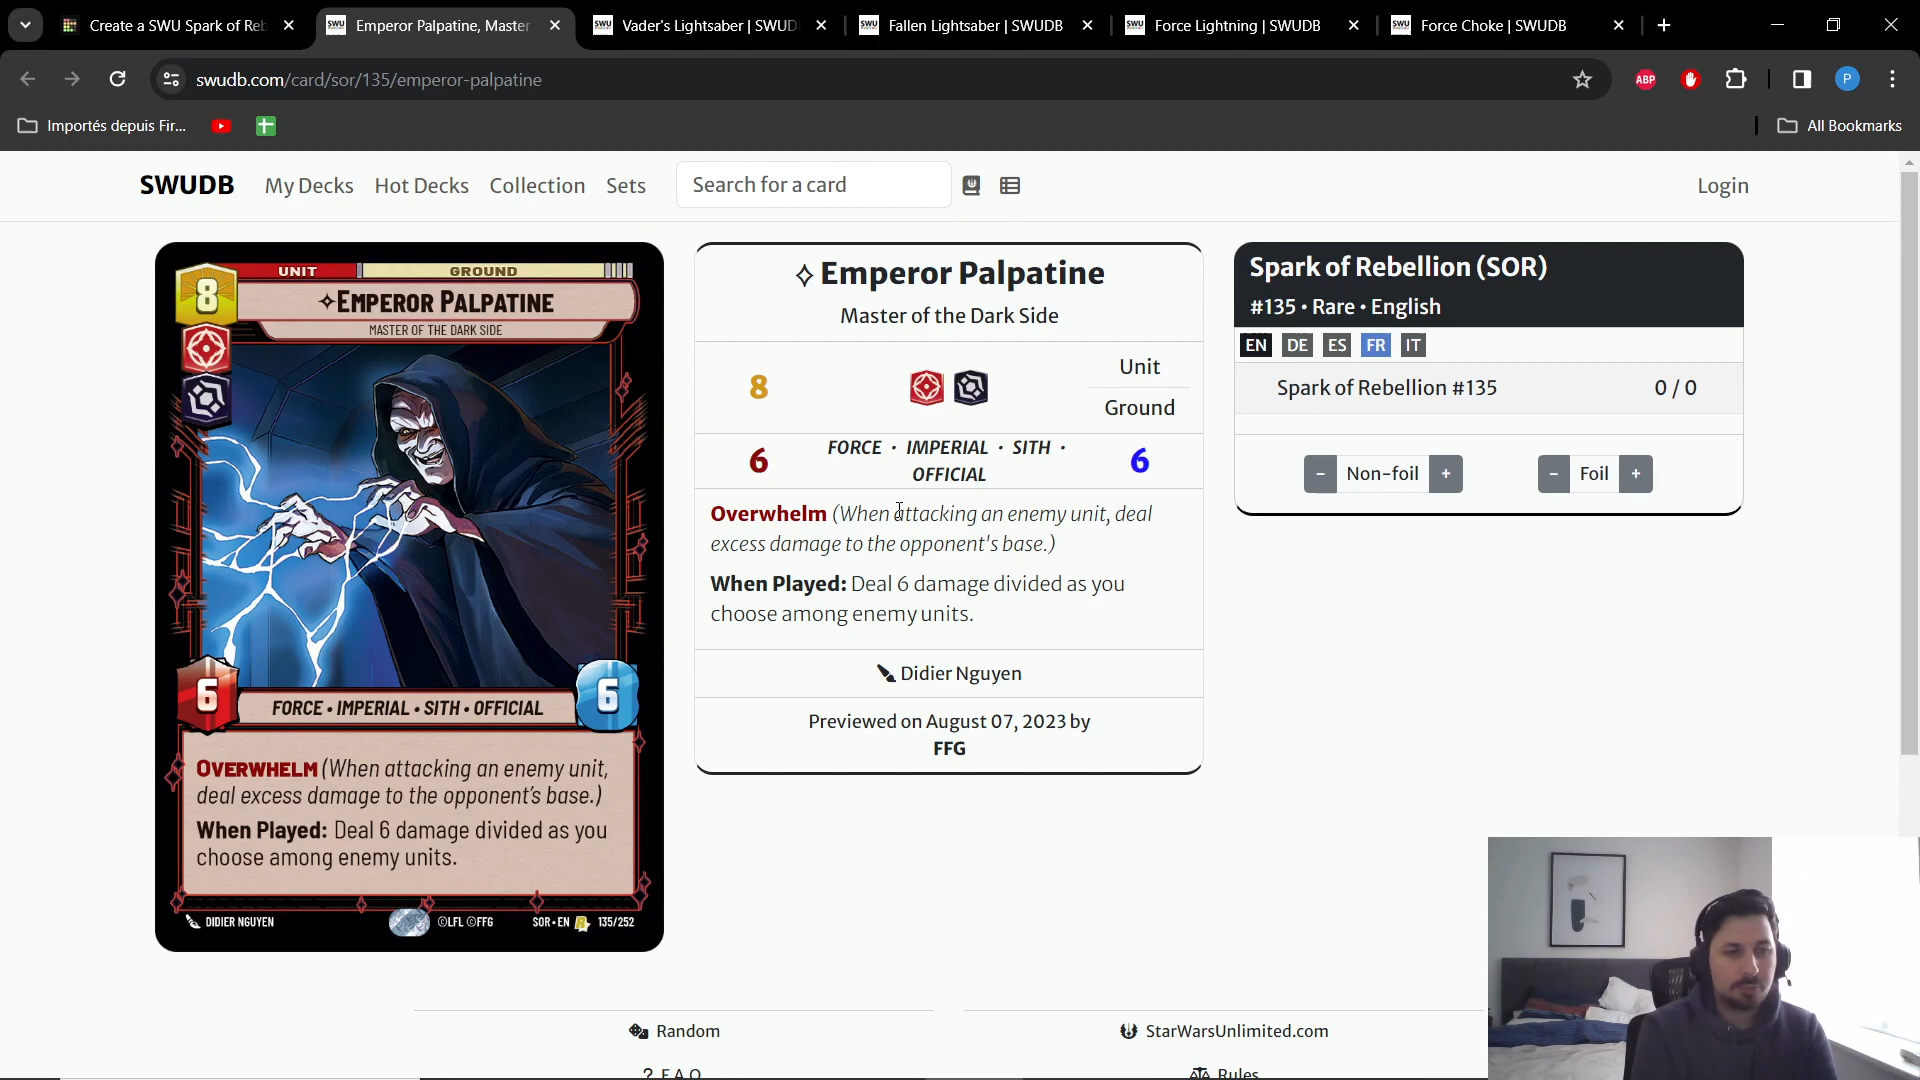 Create a SWU Spark of Reb
Emperor Palpatine, Master
Vader's Lightsaber | SWUD
Fallen Lightsaber | SWUDB
Force Lightning | SWUDB
Force Choke | SWUDB
swudb.com/card/sor/135/emperor-palpatine
ABP
P
Importés depuis Fir...
All Bookmarks
SWUDB
My Decks
Hot Decks
Collection
Sets
Search for a card
Login
8
UNIT
GROUND
EMPEROR PALPATINE
MASTER OF THE DARK SIDE
6
FORCE • IMPERIAL • SITH • OFFICIAL
6
OVERWHELM (When attacking an enemy unit,
deal excess damage to the opponent's base.)
When Played: Deal 6 damage divided as you
choose among enemy units.
DIDIER NGUYEN
©LFL ©FFG
SOR • EN
R
135/252
Emperor Palpatine
Master of the Dark Side
8
Unit
Ground
6
FORCE • IMPERIAL • SITH •
OFFICIAL
6
Overwhelm (When attacking an enemy unit, deal
excess damage to the opponent's base.)
When Played: Deal 6 damage divided as you
choose among enemy units.
Didier Nguyen
Previewed on August 07, 2023 by
FFG
Spark of Rebellion (SOR)
#135 • Rare • English
EN DE ES FR IT
Spark of Rebellion #135
0 / 0
- Non-foil +
- Foil +
Random
StarWarsUnlimited.com
? F.A.Q
Rules